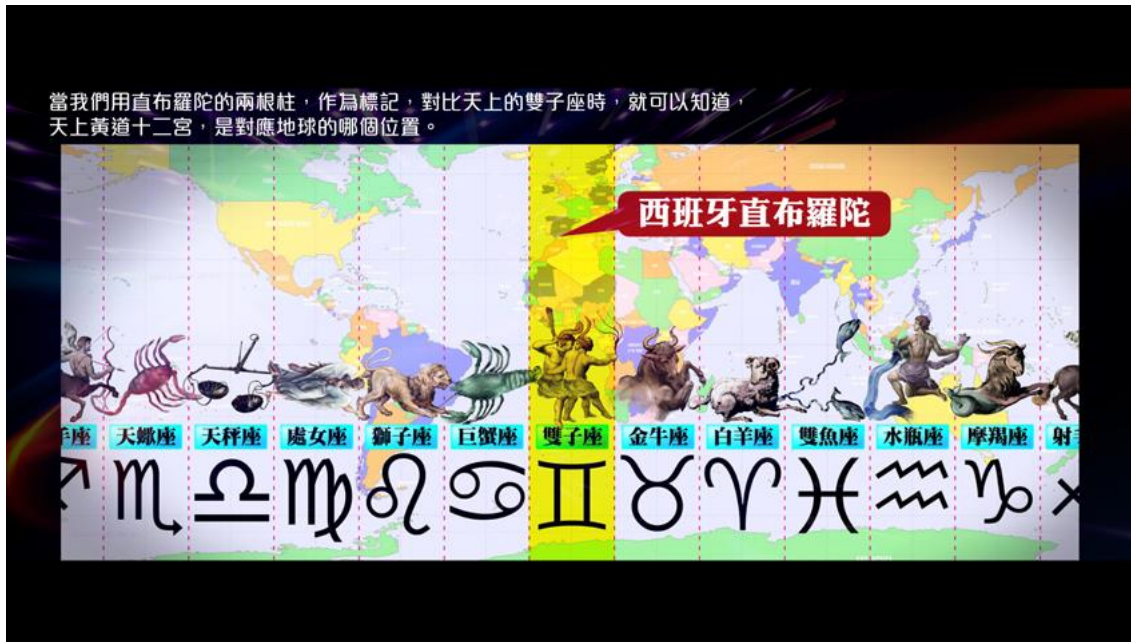 當我們用直布羅陀的兩根柱，作為標記，對比天上的雙子座時，就可以知道，
天上黃道十二宮，是對應地球的哪個位置。
西班牙直布羅陀
手座 天蠍座 天秤座 處女座 獅子座 巨蟹座 雙子座 金牛座 白羊座 雙魚座 水瓶座 摩羯座 射手